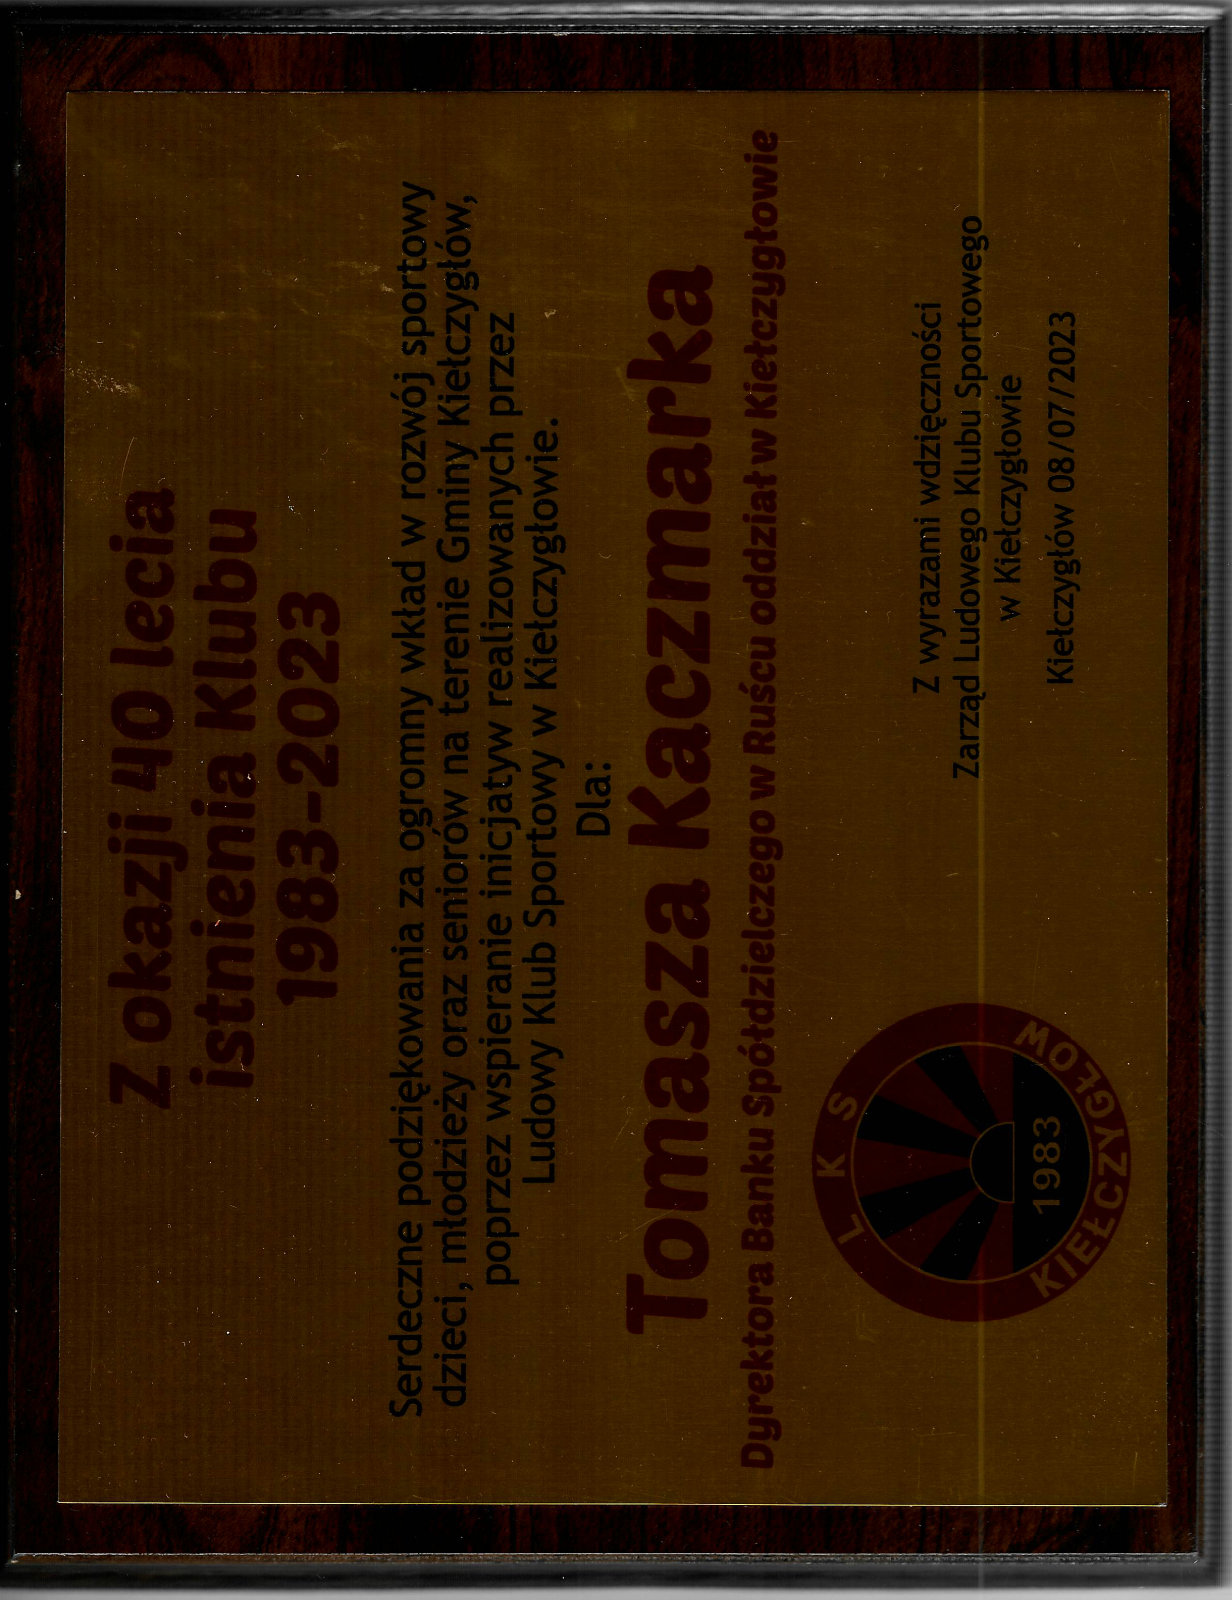 Z okazji 40 lecia
istnienia Klubu
1983-2023
Serdeczne podziękowania za ogromny wkład w rozwój sportowy
dzieci, młodzieży oraz seniorów na terenie Gminy Kiełczygłów,
poprzez wspieranie inicjatyw realizowanych przez
Ludowy Klub Sportowy w Kiełczygłowie.
Dla:
Tomasza Kaczmarka
Dyrektora Banku Spółdzielczego w Ruścu oddział w Kiełczygłowie
L K S
1983
KIEŁCZYGŁÓW
Z wyrazami wdzięczności
Zarząd Ludowego Klubu Sportowego
w Kiełczygłowie
Kiełczygłów 08/07/2023